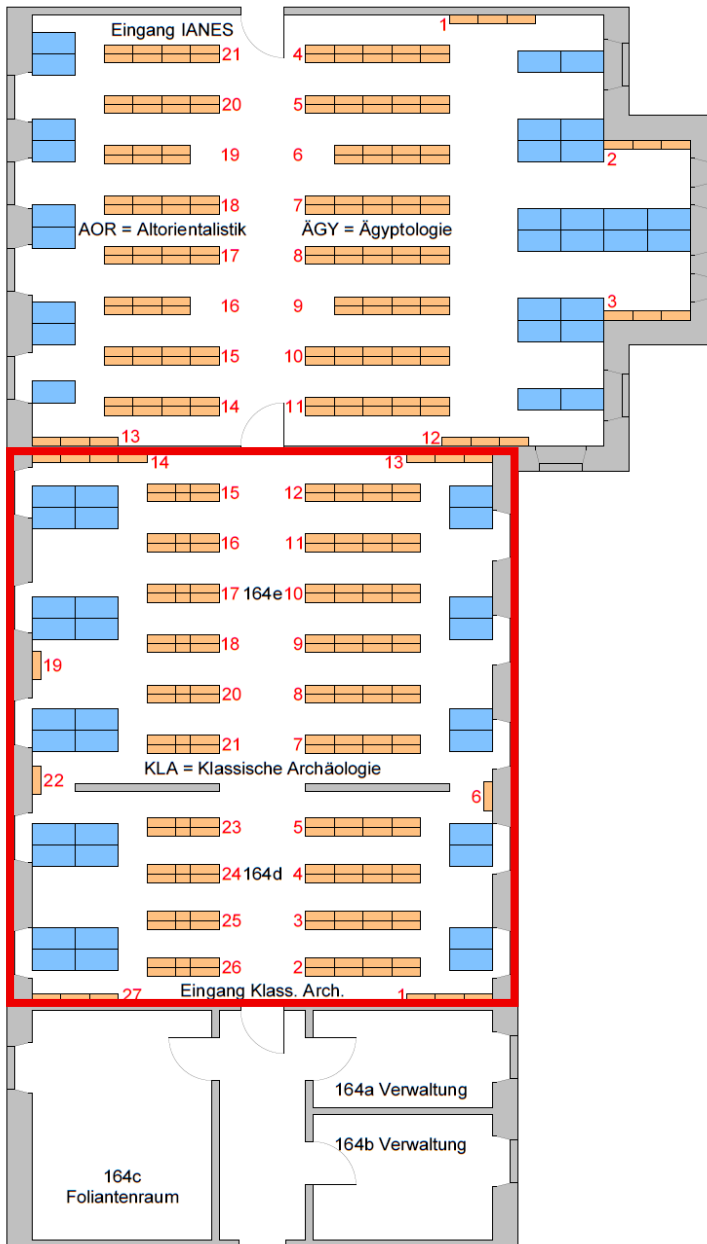 1
Eingang IANES
21 4
20 5
19 6
2
18 7
AOR = Altorientalistik ÄGY = Ägyptologie
17 8
16 9
3
15 10
14 11
13 12
14 13
15 12
16 11
17 164e 10
18 9
19
20 8
21 7
KLA = Klassische Archäologie
22
6
23 5
24 164d 4
25 3
26 2
Eingang Klass. Arch.
27 1
164a Verwaltung
164b Verwaltung
164c
Foliantenraum